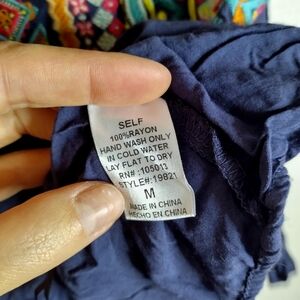 SELF
100%RAYON
HAND WASH ONLY
IN COLD WATER
LAY FLAT TO DRY
RN# :105013
STYLE#:19821
M
MADE IN CHINA
HECHO EN CHINA